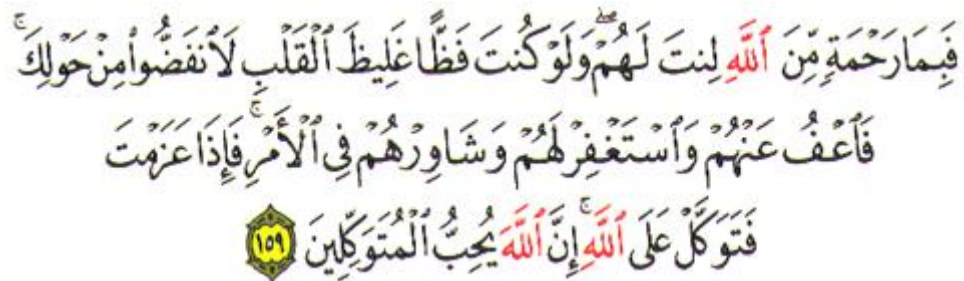 فَبِمَا رَحْمَةٍ مِّنَ ٱللَّهِ لِنتَ لَهُمْ ۖ وَلَوْ كُنتَ فَظًّا غَلِيظَ ٱلْقَلْبِ لَٱنفَضُّوا۟ مِنْ حَوْلِكَ ۖ
فَٱعْفُ عَنْهُمْ وَٱسْتَغْفِرْ لَهُمْ وَشَاوِرْهُمْ فِى ٱلْأَمْرِ ۖ فَإِذَا عَزَمْتَ
فَتَوَكَّلْ عَلَى ٱللَّهِ ۚ إِنَّ ٱللَّهَ يُحِبُّ ٱلْمُتَوَكِّلِينَ ١٥٩